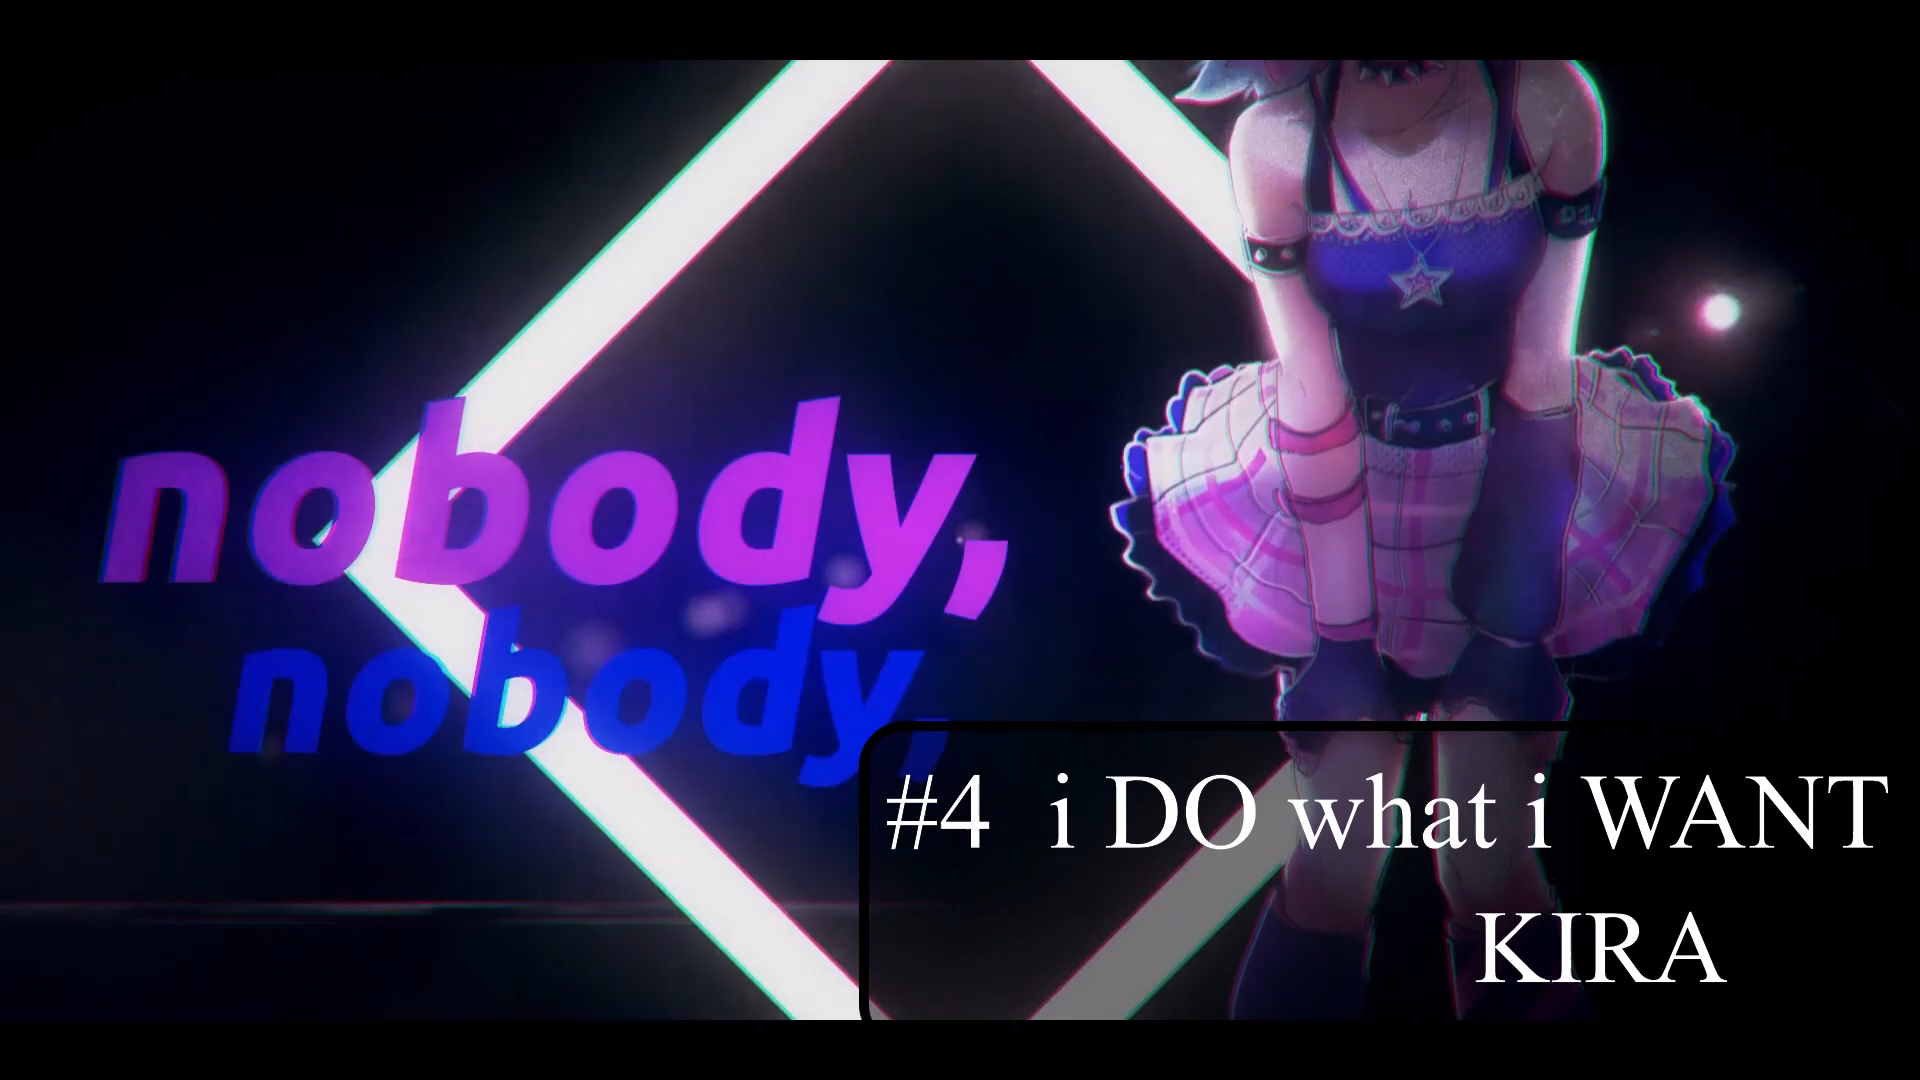 nobody,
nobody,
#4 i DO what i WANT
KIRA